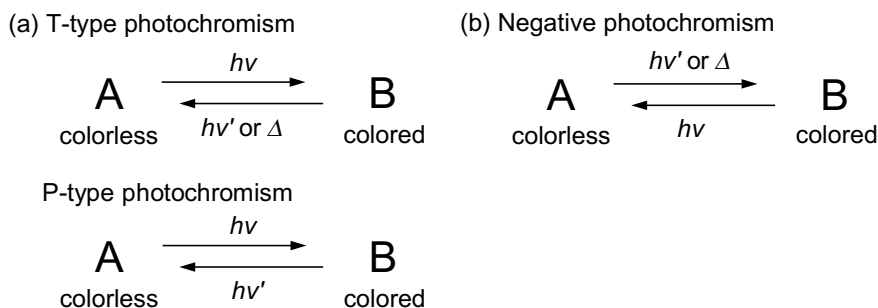 (a) T-type photochromism
hν
A B
hν' or Δ
colorless colored
P-type photochromism
hν
A B
hν'
colorless colored
(b) Negative photochromism
hν' or Δ
A B
hν
colorless colored